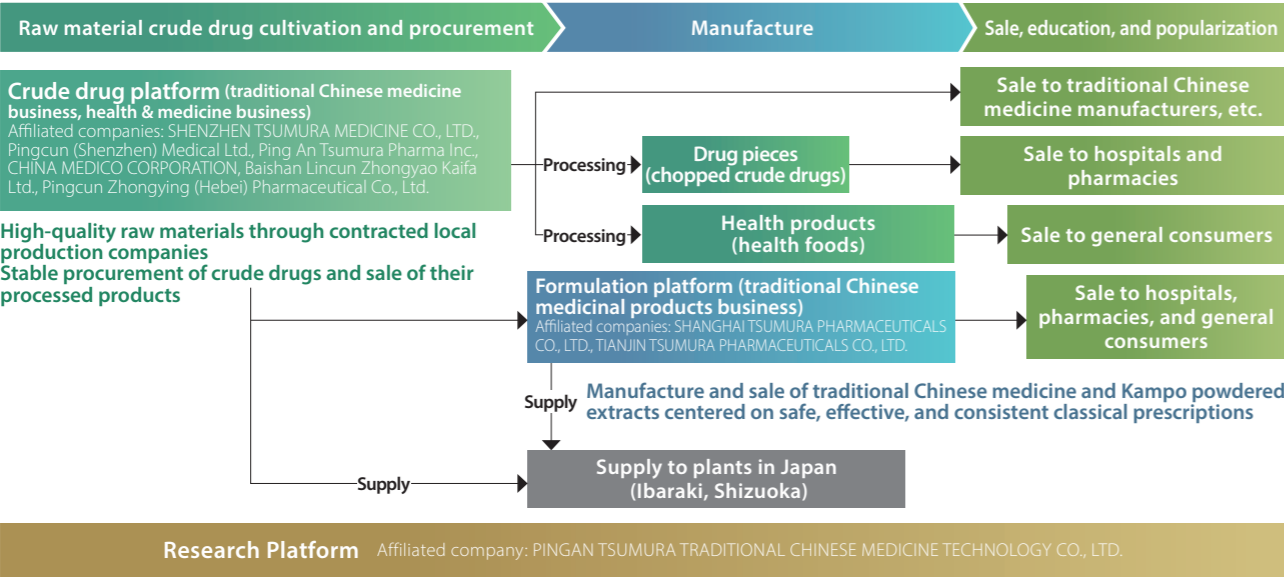 Raw material crude drug cultivation and procurement
Manufacture
Sale, education, and popularization
Crude drug platform (traditional Chinese medicine
business, health & medicine business)
Affiliated companies: SHENZHEN TSUMURA MEDICINE CO., LTD.,
Pingcun (Shenzhen) Medical Ltd., Ping An Tsumura Pharma Inc.,
CHINA MEDICO CORPORATION, Baishan Lincun Zhongyao Kaifa
Ltd., Pingcun Zhongying (Hebei) Pharmaceutical Co., Ltd.
High-quality raw materials through contracted local
production companies
Stable procurement of crude drugs and sale of their
processed products
Sale to traditional Chinese
medicine manufacturers, etc.
Processing
Drug pieces
(chopped crude drugs)
Sale to hospitals and
pharmacies
Processing
Health products
(health foods)
Sale to general consumers
Formulation platform (traditional Chinese
medicinal products business)
Affiliated companies: SHANGHAI TSUMURA PHARMACEUTICALS
CO., LTD., TIANJIN TSUMURA PHARMACEUTICALS CO., LTD.
Sale to hospitals,
pharmacies, and general
consumers
Supply
Manufacture and sale of traditional Chinese medicine and Kampo powdered
extracts centered on safe, effective, and consistent classical prescriptions
Supply
Supply to plants in Japan
(Ibaraki, Shizuoka)
Research Platform Affiliated company: PINGAN TSUMURA TRADITIONAL CHINESE MEDICINE TECHNOLOGY CO., LTD.